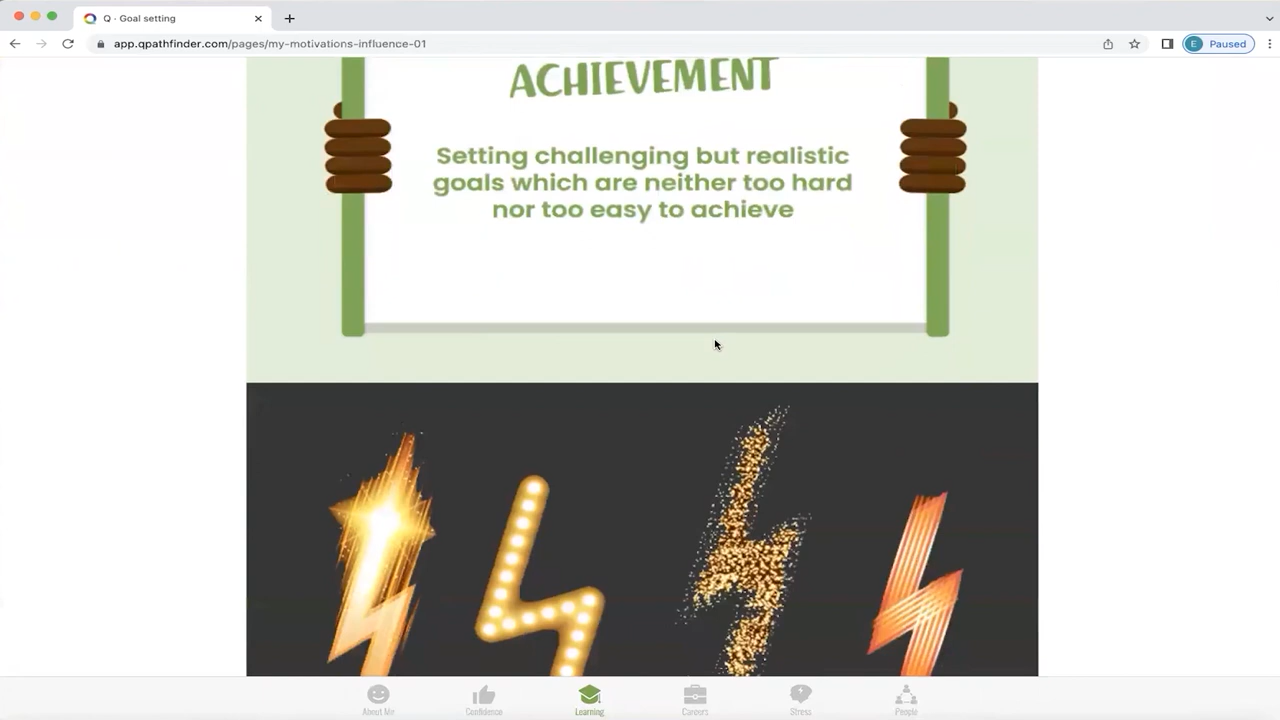 Q - Goal setting
app.qpathfinder.com/pages/my-motivations-influence-01
E
Paused
ACHIEVEMENT
Setting challenging but realistic
goals which are neither too hard
nor too easy to achieve
About Me
Confidence
Learning
Careers
Stress
People